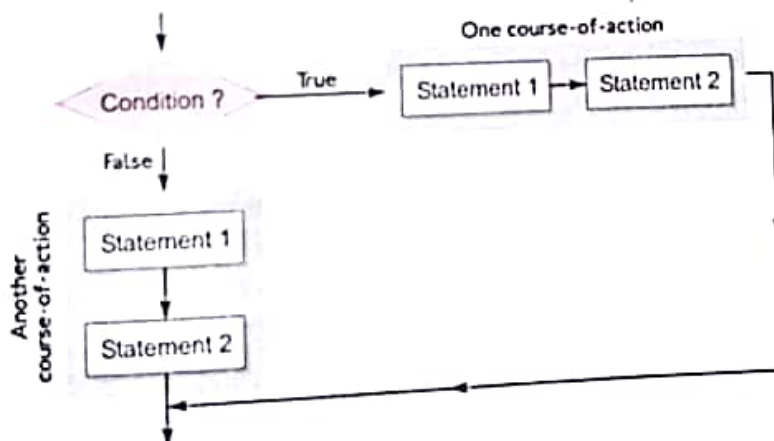 One course-of-action
Condition ?
True
Statement 1
Statement 2
False
Another
course-of-action
Statement 1
Statement 2